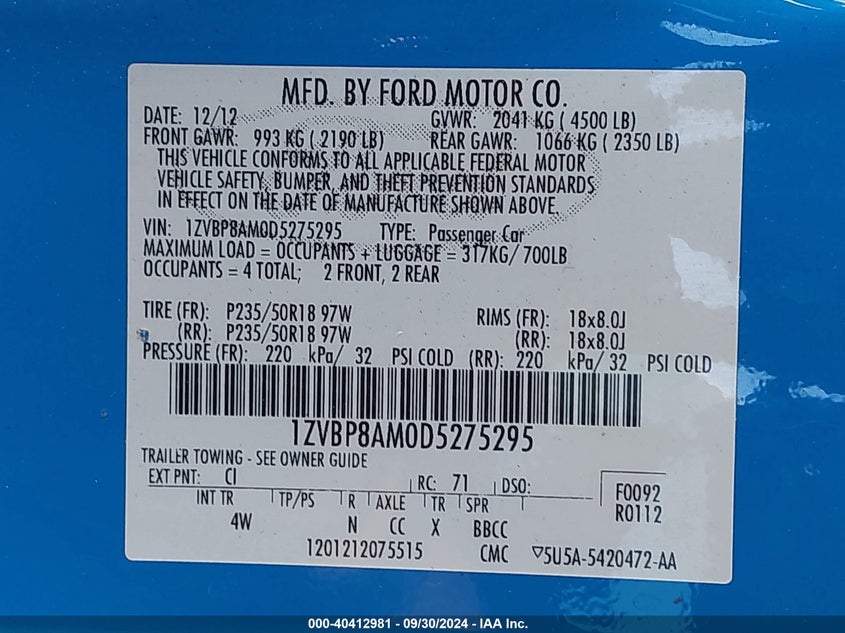 MFD. BY FORD MOTOR CO.
DATE: 12/12 GVWR: 2041 KG ( 4500 LB)
FRONT GAWR: 993 KG ( 2190 LB) REAR GAWR: 1066 KG ( 2350 LB)
THIS VEHICLE CONFORMS TO ALL APPLICABLE FEDERAL MOTOR
VEHICLE SAFETY, BUMPER, AND THEFT PREVENTION STANDARDS
IN EFFECT ON THE DATE OF MANUFACTURE SHOWN ABOVE.
VIN: 1ZVBP8AM0D5275295 TYPE: Passenger Car
MAXIMUM LOAD = OCCUPANTS + LUGGAGE = 317KG/ 700LB
OCCUPANTS = 4 TOTAL; 2 FRONT, 2 REAR
TIRE (FR): P235/50R18 97W RIMS (FR): 18x8.0J
(RR): P235/50R18 97W (RR): 18x8.0J
PRESSURE (FR): 220 kPa/ 32 PSI COLD (RR): 220 kPa/ 32 PSI COLD
1ZVBP8AM0D5275295
TRAILER TOWING - SEE OWNER GUIDE
EXT PNT: CI RC: 71 DSO: F0092
INT TR TP/PS R AXLE TR SPR R0112
4W N CC X BBCC
1201212075515 CMC ▽5U5A-5420472-AA
000-40412981 - 09/30/2024 - IAA Inc.